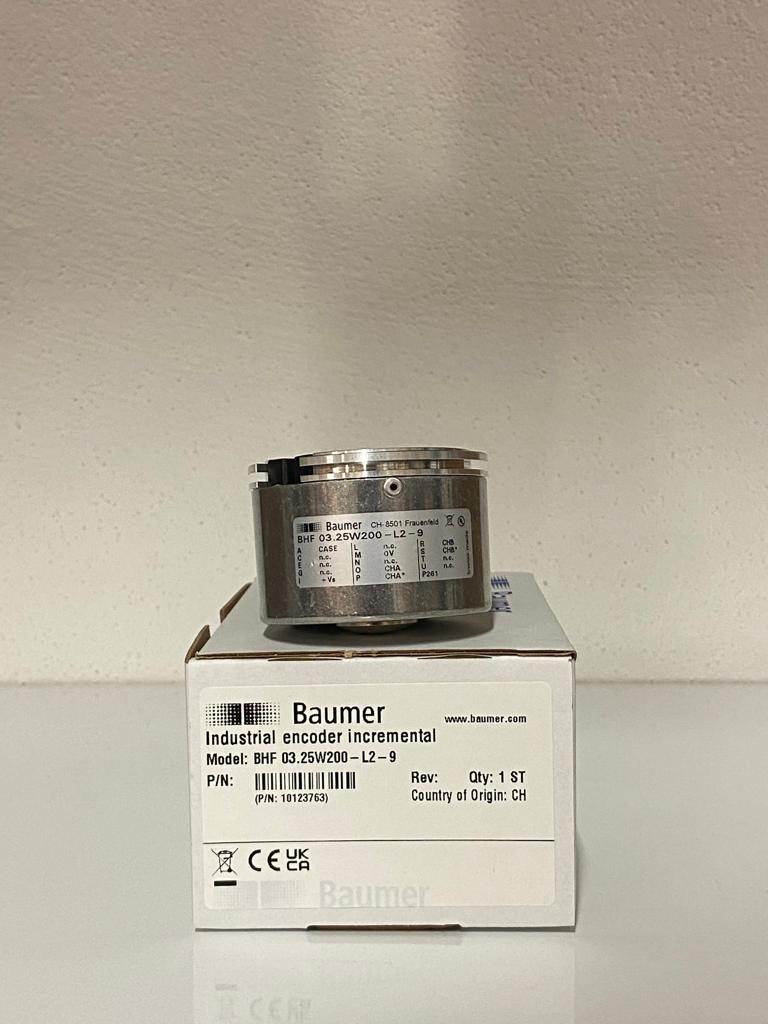 Baumer CH-8501 Frauenfeld
BHF 03.25W200-L2-9
A CASE L n.c. R CHB
C n.c. M 0V S CHB*
E n.c. N n.c. T n.c.
G n.c. O CHA U n.c.
I +Vs P CHA* P261
Baumer
Baumer www.baumer.com
Industrial encoder incremental
Model: BHF 03.25W200-L2-9
P/N: Rev: Qty: 1 ST
(P/N: 10123763) Country of Origin: CH
CE UK
CA
Baumer